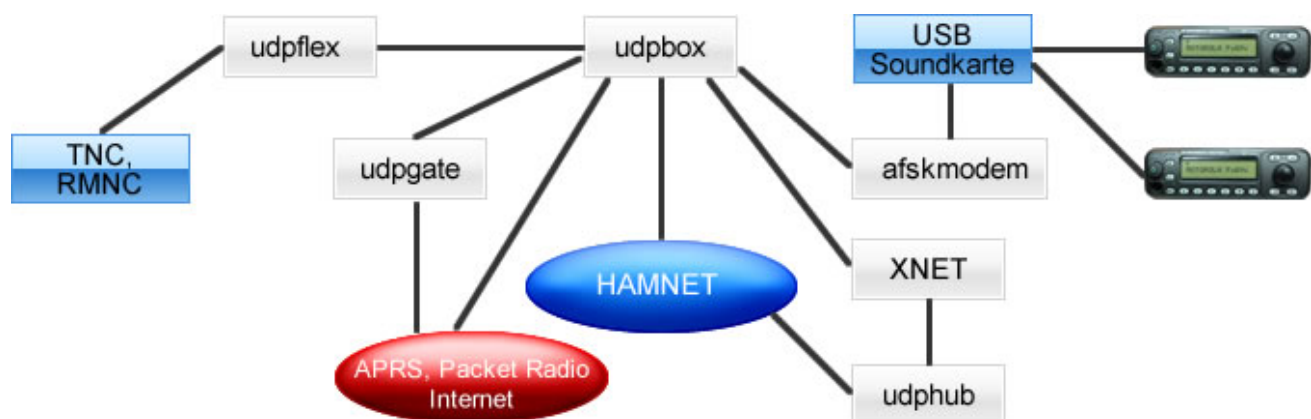 udpflex
udpbox
USB
Soundkarte
TNC,
RMNC
udpgate
afskmodem
HAMNET
XNET
APRS, Packet Radio
Internet
udphub